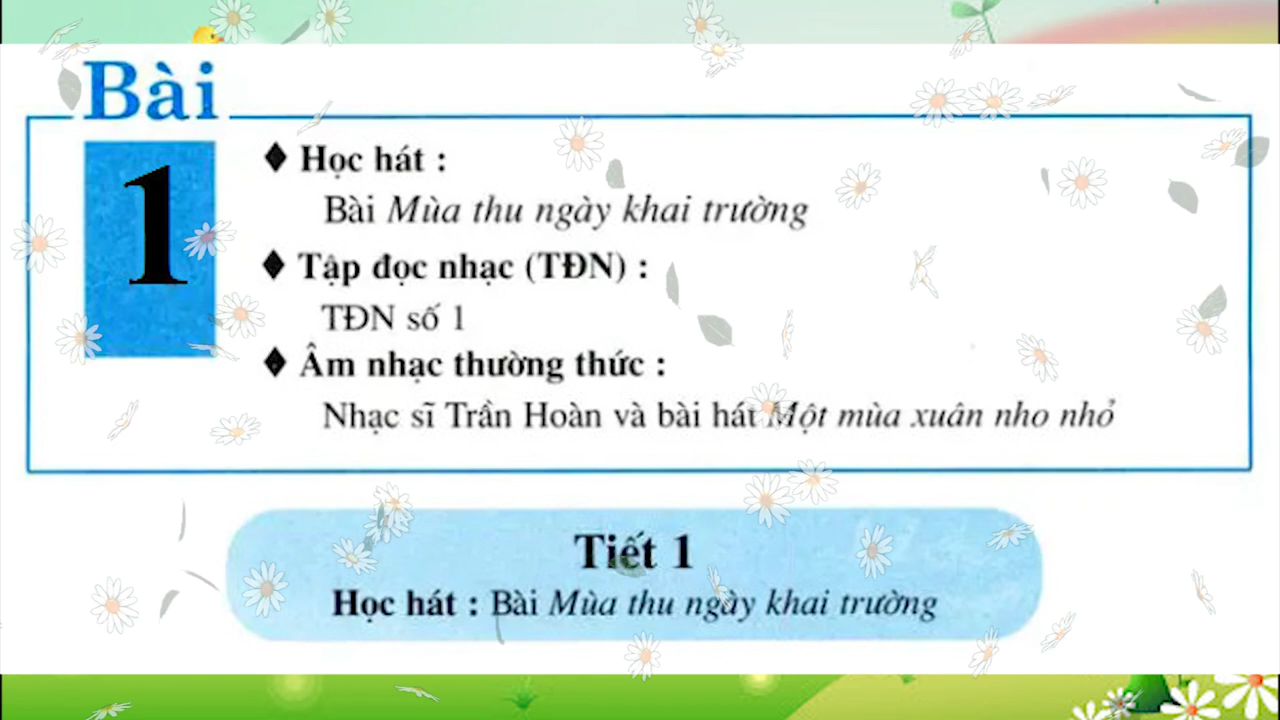 Bài
1
♦ Học hát :
Bài Mùa thu ngày khai trường
♦ Tập đọc nhạc (TĐN) :
TĐN số 1
♦ Âm nhạc thường thức :
Nhạc sĩ Trần Hoàn và bài hát Một mùa xuân nho nhỏ
Tiết 1
Học hát : Bài Mùa thu ngày khai trường